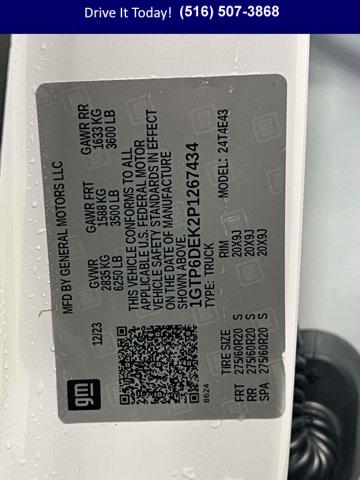 Drive It Today! (516) 507-3868
MFD BY GENERAL MOTORS LLC
12/23
GVWR GAWR FRT GAWR RR
2835 KG 1588 KG 1633 KG
6250 LB 3500 LB 3600 LB
THIS VEHICLE CONFORMS TO ALL
APPLICABLE U.S. FEDERAL MOTOR
VEHICLE SAFETY STANDARDS IN EFFECT
ON THE DATE OF MANUFACTURE
SHOWN ABOVE.
1GTP6DEK2P1267434
TYPE: TRUCK MODEL: 24T4E43
gm
8624
TIRE SIZE RIM
FRT 275/60R20 S 20X9J
RR 275/60R20 S 20X9J
SPA 275/60R20 S 20X9J